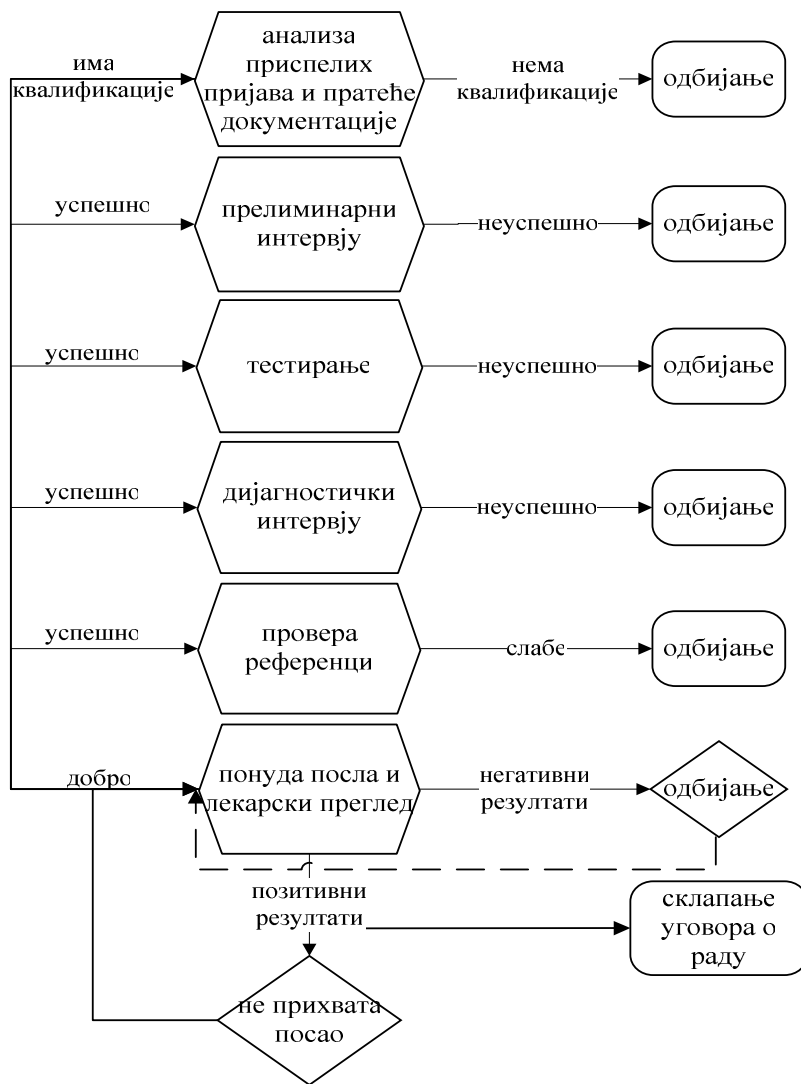 има
квалификације
анализа
приспелих
пријава и пратеће
документације
нема
квалификације
одбијање
успешно
прелиминарни
интервју
неуспешно
одбијање
успешно
тестирање
неуспешно
одбијање
успешно
дијагностички
интервју
неуспешно
одбијање
успешно
провера
референци
слабе
одбијање
добро
понуда посла и
лекарски преглед
негативни
резултати
одбијање
позитивни
резултати
склапање
уговора о
раду
не прихвата
посао